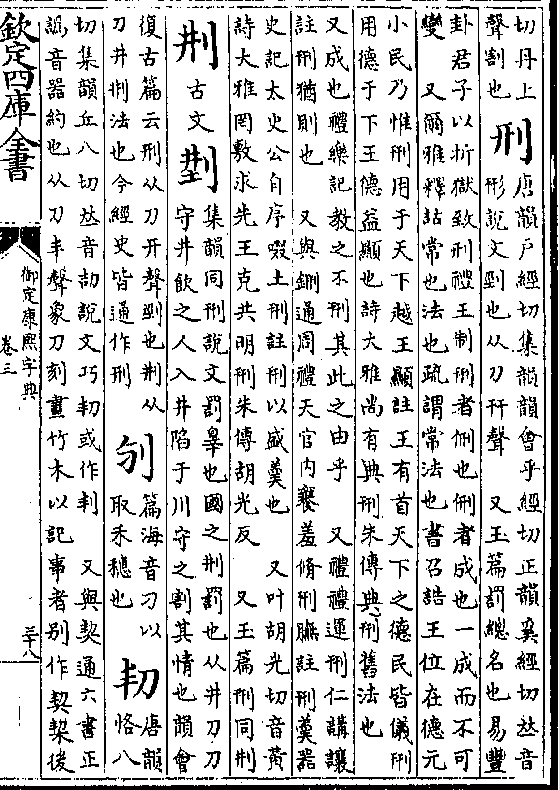 切丹上聲割也　刑　唐韻戸經切集韻韻會乎經切正韻奚經切𠀤音
形說文剄也从刀幵聲　又玉篇罰總名也易豐
卦君子以折獄致刑禮王制刑者侀也侀者成也一成而不可
變　又爾雅釋詁常也法也疏謂常法也書召誥王位在德元
小民乃惟刑用于天下越王顯註王有首天下之德民皆儀刑
用德于下王德益顯也詩大雅尚有典刑朱傳典刑舊法也
又成也禮樂記教之不刑其此之由乎　又禮禮運刑仁講讓
註刑猶則也　又與鉶通周禮天官內饔羞脩刑膴註刑羹器
史記太史公自序啜土刑註刑以盛羹也　又叶胡光切音黃
詩大雅罔敷求先王克共明刑朱傳胡光反　又玉篇刑同㓝
㓝　古文𠛬　集韻同刑說文罰辠也國之㓝罰也从井刀刀
守井飲之人入井陷于川守之割其情也韻會
復古篇云刑从刀幵聲剄也㓝从
刀井㓝法也今經史皆通作刑　刉　篇海音刁以
取禾穗也　㓞　唐韻
恪八
切集韻丘八切𠀤音劼說文巧㓞或作㓞　又與契通六書正
譌音器約也从刀丰聲象刀刻畫竹木以記事者别作契栔後
欽定四庫全書
御定康熙字典
卷三
三十八